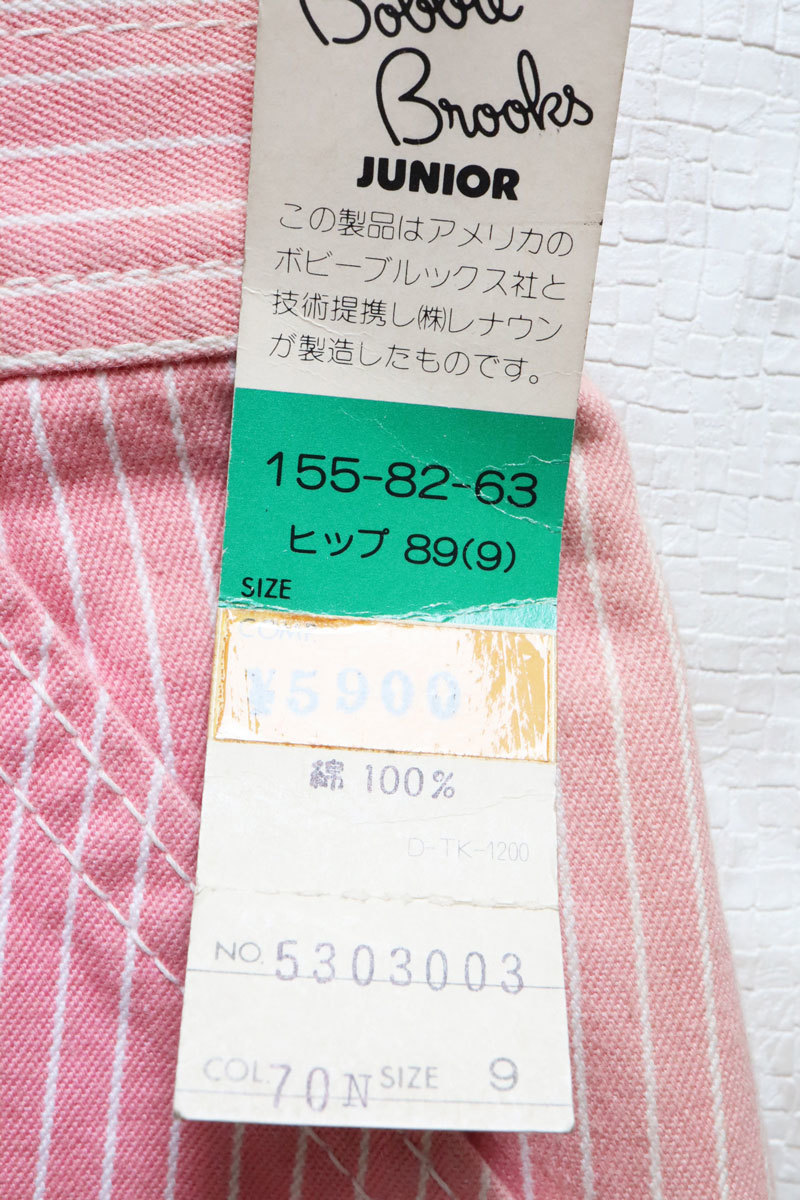 Bobbie
Brooks
JUNIOR
この製品はアメリカの
ボビーブルックス社と
技術提携し㈱レナウン
が製造したものです。
155-82-63
ヒップ 89(9)
SIZE
COMP.
¥5900
綿 100%
D-TK-1200
NO. 5303003
COL. 70N SIZE 9